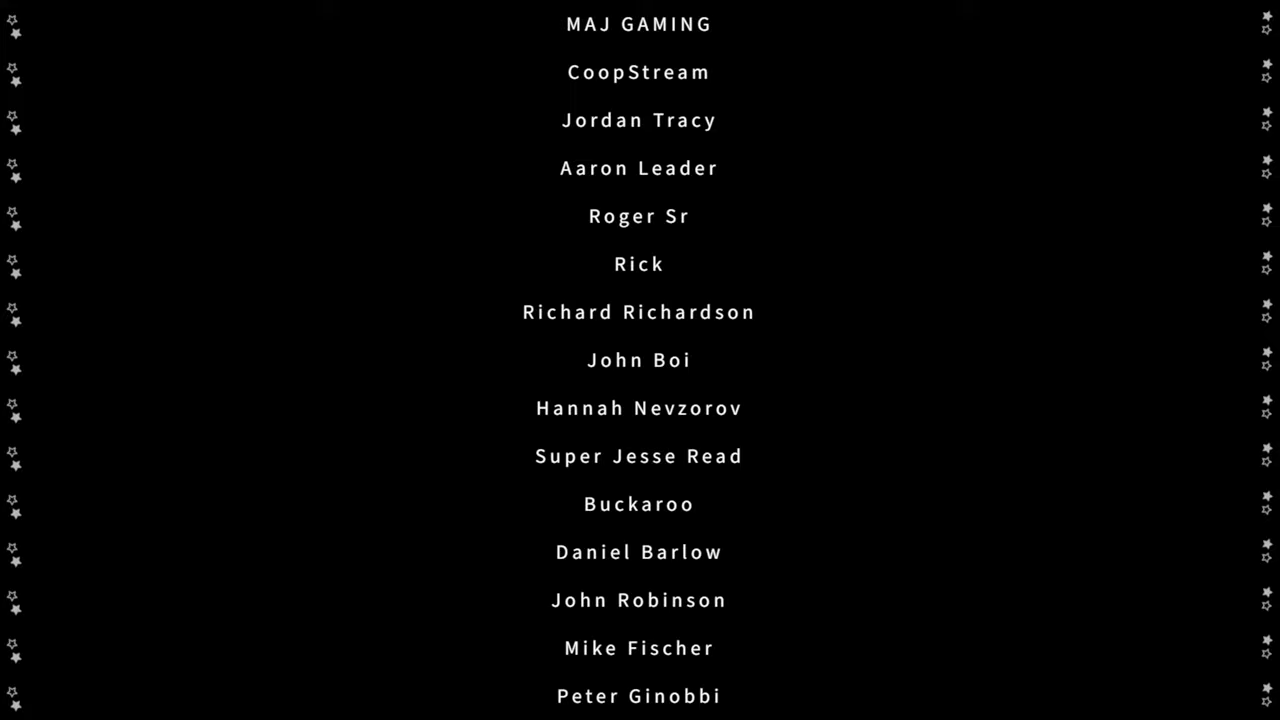 MAJ GAMING
CoopStream
Jordan Tracy
Aaron Leader
Roger Sr
Rick
Richard Richardson
John Boi
Hannah Nevzorov
Super Jesse Read
Buckaroo
Daniel Barlow
John Robinson
Mike Fischer
Peter Ginobbi